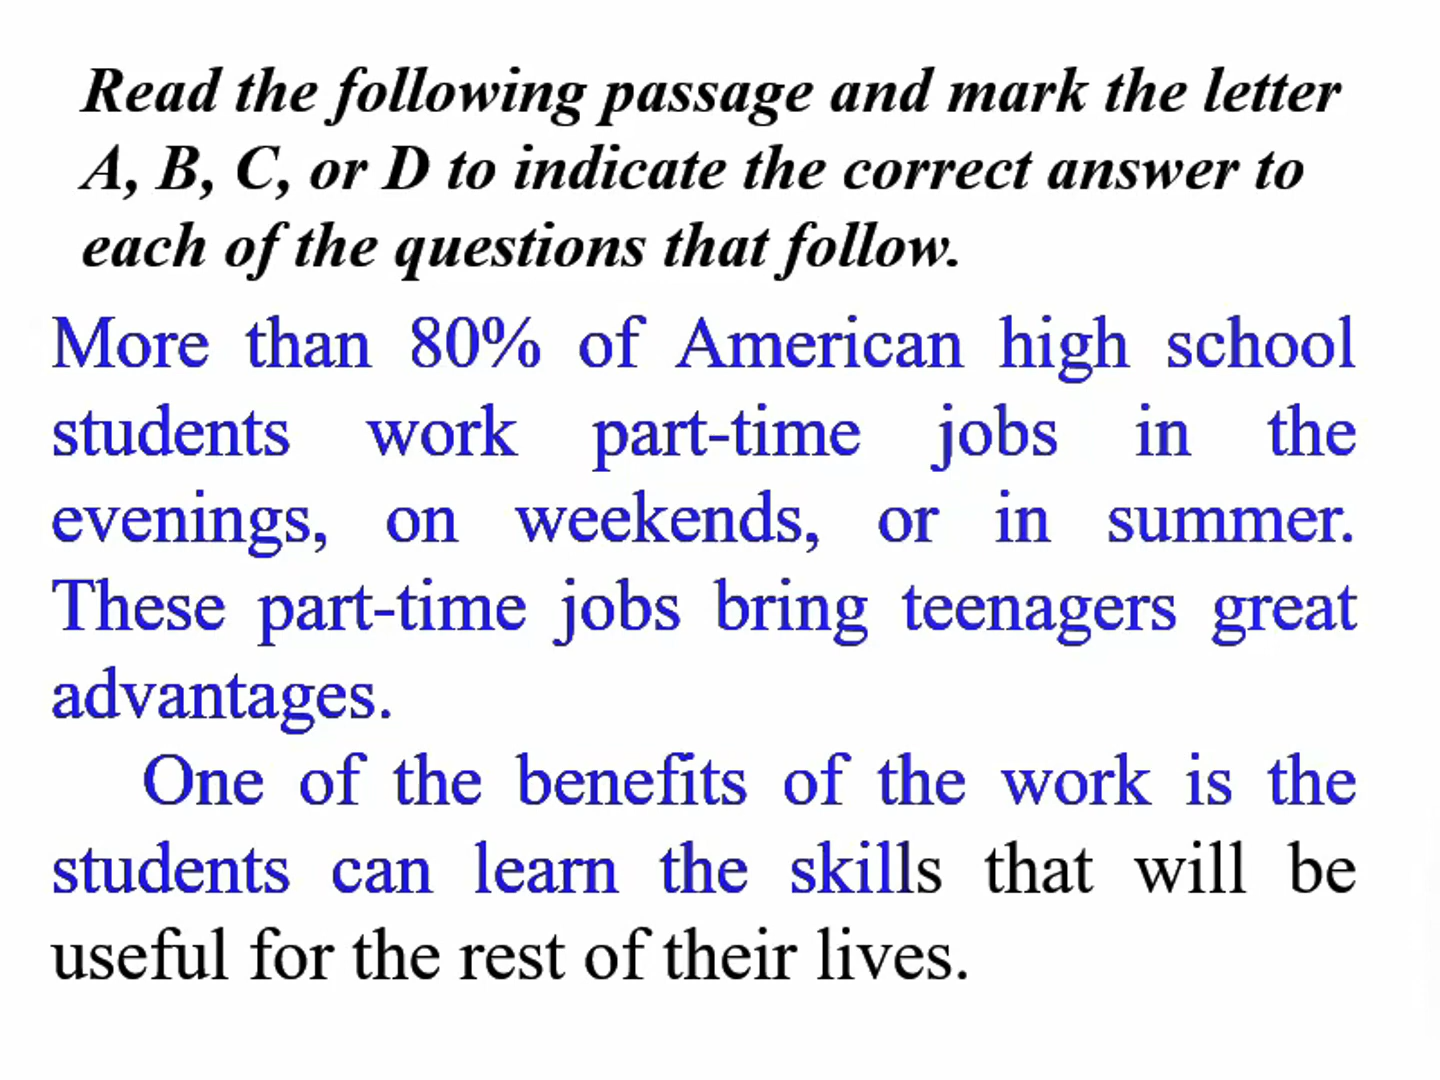 Read the following passage and mark the letter
A, B, C, or D to indicate the correct answer to
each of the questions that follow.
More than 80% of American high school
students work part-time jobs in the
evenings, on weekends, or in summer.
These part-time jobs bring teenagers great
advantages.
One of the benefits of the work is the
students can learn the skills that will be
useful for the rest of their lives.